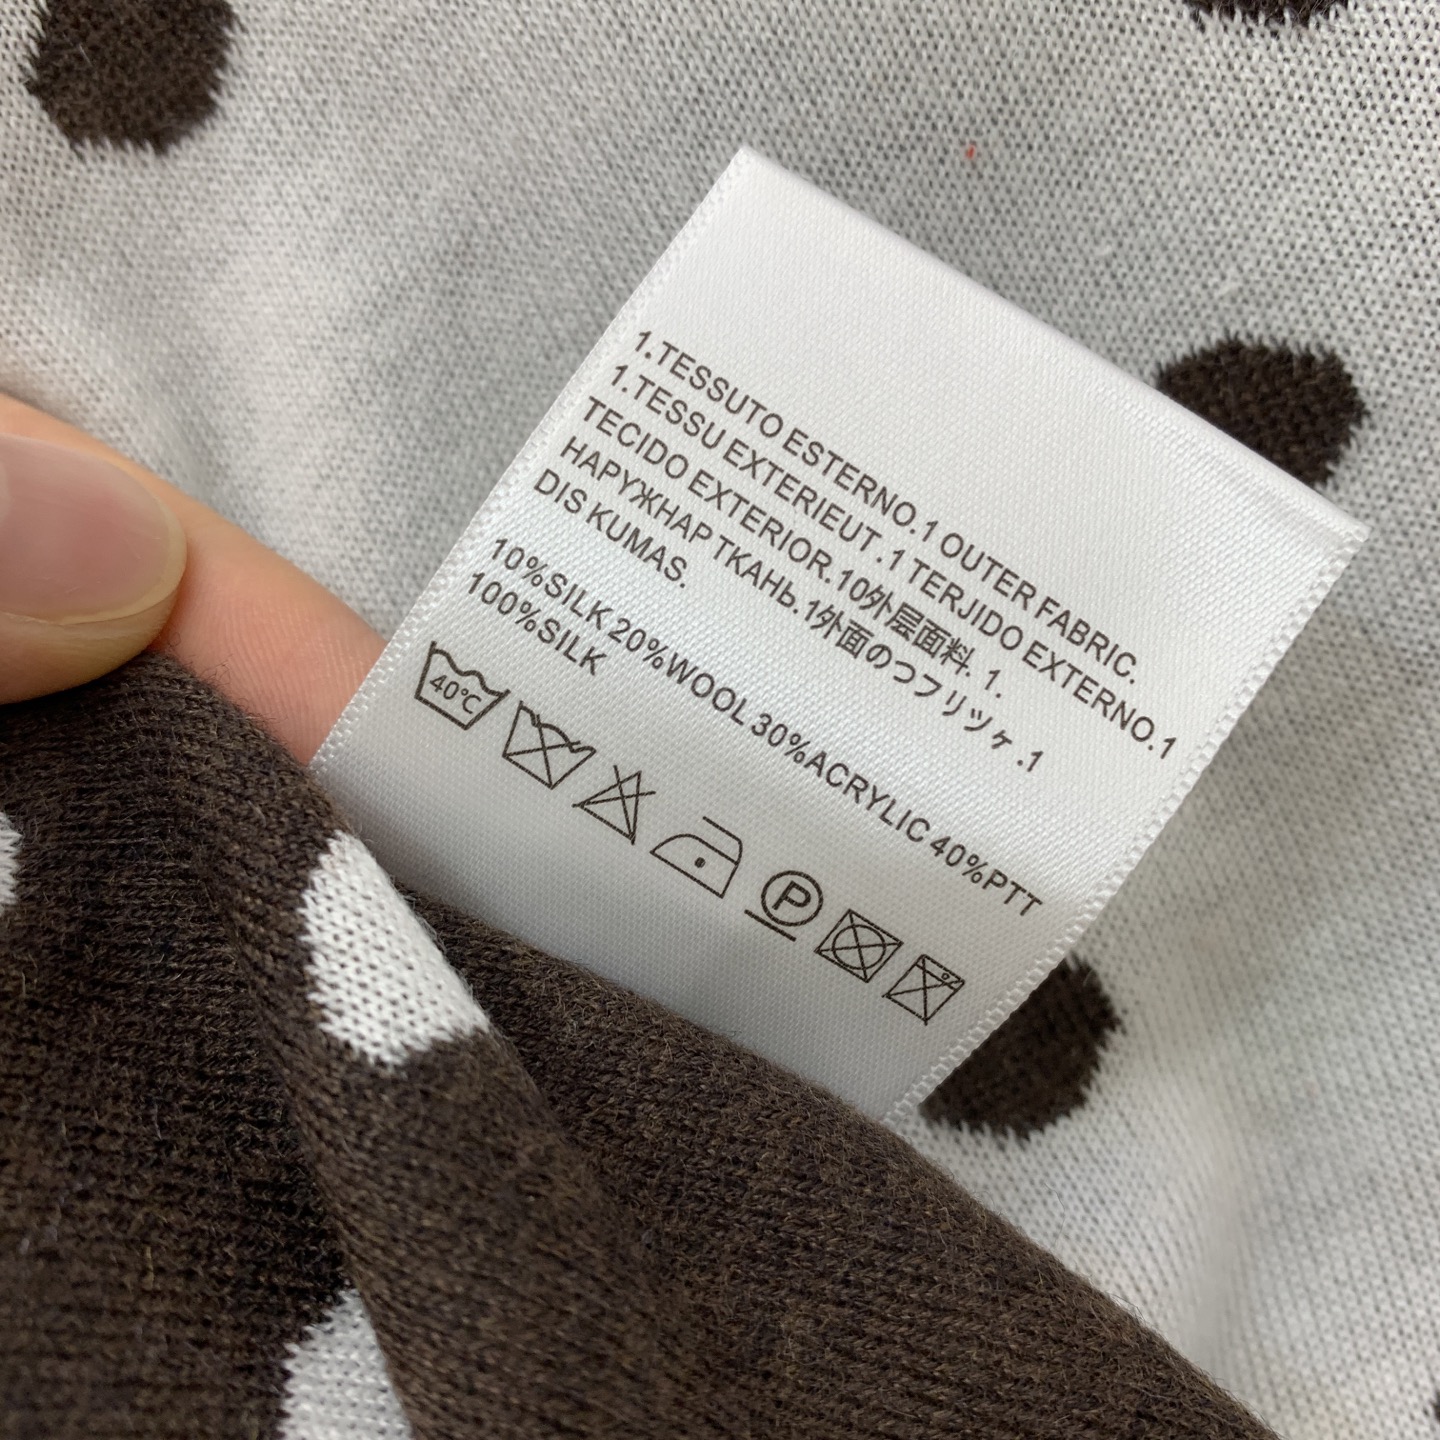 1.TESSUTO ESTERNO.1 OUTER FABRIC.
1.TESSU EXTERIEUT .1 TERJIDO EXTERNO.1
TECIDO EXTERIOR.10外层面料. 1.
НАРУЖНАР ТКАНЬ.1外面のつフリツヶ .1
DIS KUMAS.
10%SILK 20%WOOL 30%ACRYLIC 40%PTT
100%SILK
40°C
P